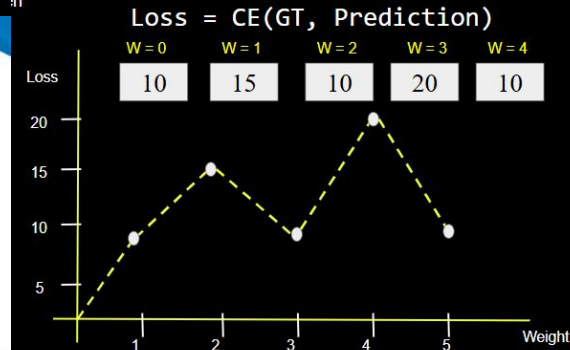 Loss = CE(GT, Prediction)
W = 0 W = 1 W = 2 W = 3 W = 4
Loss
10 15 10 20 10
20
15
10
5
1 2 3 4 5
Weight